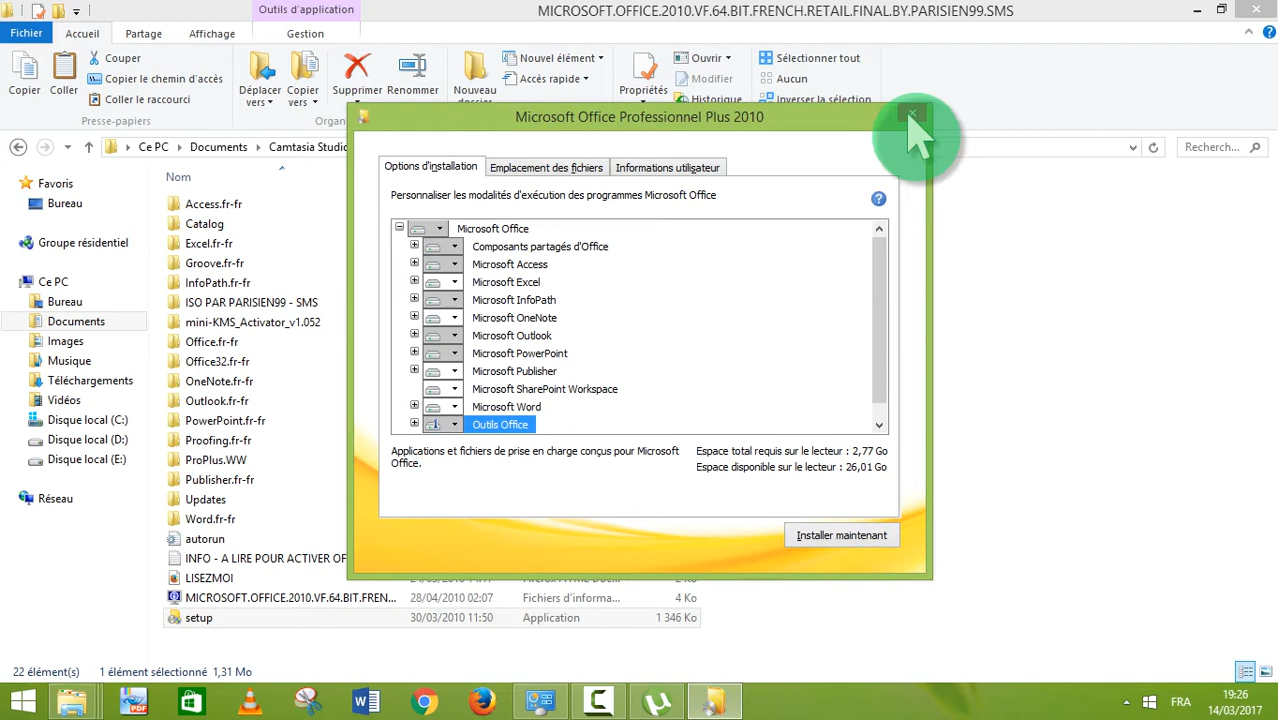 Outils d'application
MICROSOFT.OFFICE.2010.VF.64.BIT.FRENCH.RETAIL.FINAL.BY.PARISIEN99.SMS
Fichier
Accueil
Partage
Affichage
Gestion
Copier
Coller
Couper
Copier le chemin d'accès
Coller le raccourci
Déplacer vers
Copier vers
Supprimer
Renommer
Nouveau
Nouvel élément
Accès rapide
Propriétés
Ouvrir
Modifier
Historique
Sélectionner tout
Aucun
Inverser la sélection
Presse-papiers
Organ
Ce PC
Documents
Camtasia Studio
Recherch...
Favoris
Bureau
Groupe résidentiel
Ce PC
Bureau
Documents
Images
Musique
Téléchargements
Vidéos
Disque local (C:)
Disque local (D:)
Disque local (E:)
Réseau
Nom
Access.fr-fr
Catalog
Excel.fr-fr
Groove.fr-fr
InfoPath.fr-fr
ISO PAR PARISIEN99 - SMS
mini-KMS_Activator_v1.052
Office.fr-fr
Office32.fr-fr
OneNote.fr-fr
Outlook.fr-fr
PowerPoint.fr-fr
Proofing.fr-fr
ProPlus.WW
Publisher.fr-fr
Updates
Word.fr-fr
autorun
INFO - A LIRE POUR ACTIVER OF
LISEZMOI
MICROSOFT.OFFICE.2010.VF.64.BIT.FREN... 28/04/2010 02:07 Fichiers d'informa... 4 Ko
setup 30/03/2010 11:50 Application 1 346 Ko
Microsoft Office Professionnel Plus 2010
Options d'installation
Emplacement des fichiers
Informations utilisateur
Personnaliser les modalités d'exécution des programmes Microsoft Office
Microsoft Office
Composants partagés d'Office
Microsoft Access
Microsoft Excel
Microsoft InfoPath
Microsoft OneNote
Microsoft Outlook
Microsoft PowerPoint
Microsoft Publisher
Microsoft SharePoint Workspace
Microsoft Word
Outils Office
Applications et fichiers de prise en charge conçus pour Microsoft
Office.
Espace total requis sur le lecteur : 2,77 Go
Espace disponible sur le lecteur : 26,01 Go
Installer maintenant
22 élément(s)
1 élément sélectionné 1,31 Mo
FRA
19:26
14/03/2017